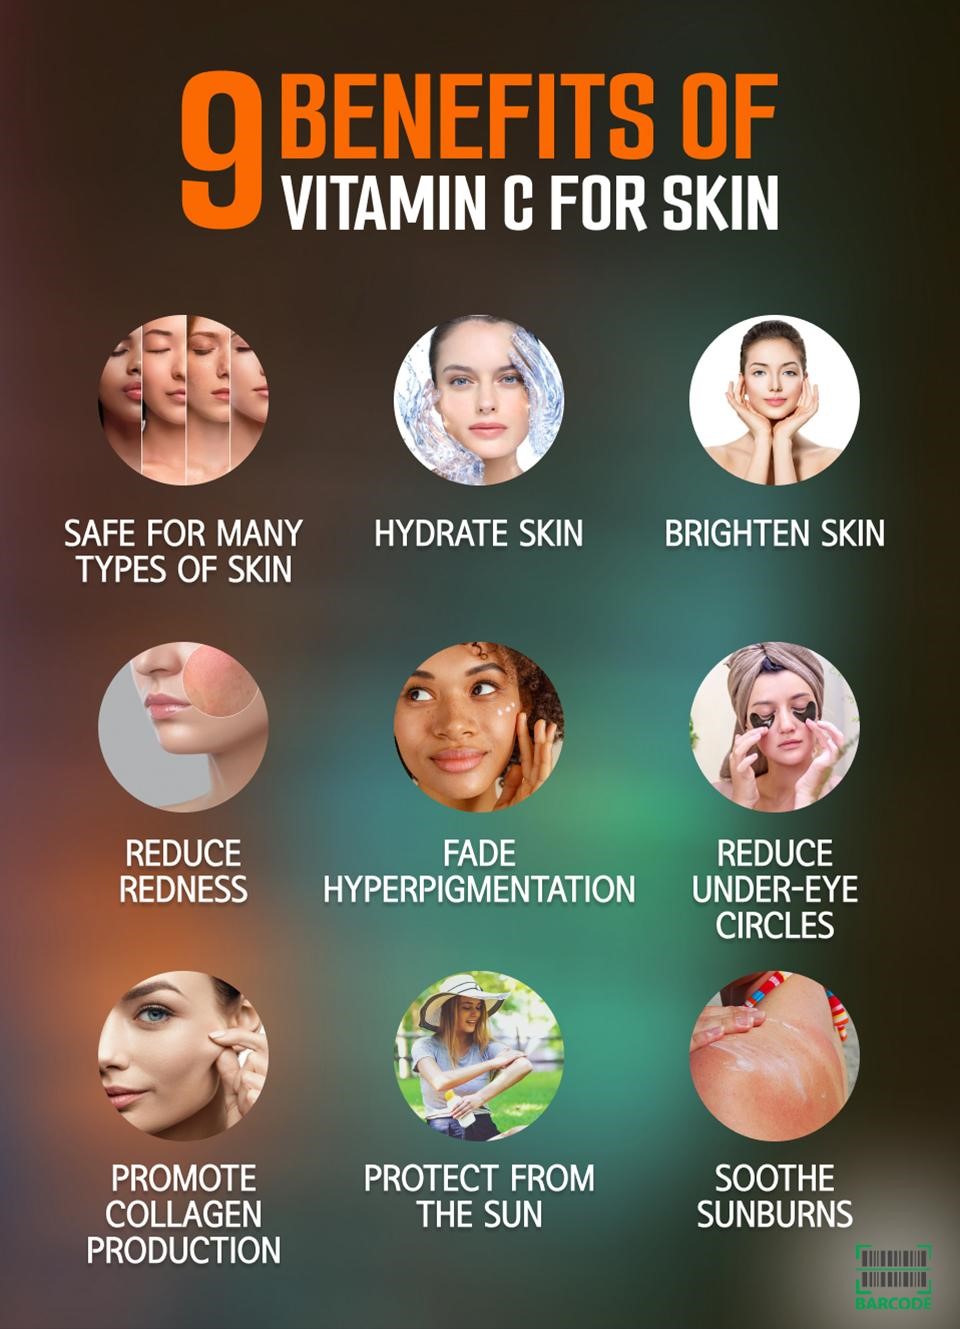 9 BENEFITS OF
VITAMIN C FOR SKIN
SAFE FOR MANY
TYPES OF SKIN
HYDRATE SKIN
BRIGHTEN SKIN
REDUCE
REDNESS
FADE
HYPERPIGMENTATION
REDUCE
UNDER-EYE
CIRCLES
PROMOTE
COLLAGEN
PRODUCTION
PROTECT FROM
THE SUN
SOOTHE
SUNBURNS
BARCODE